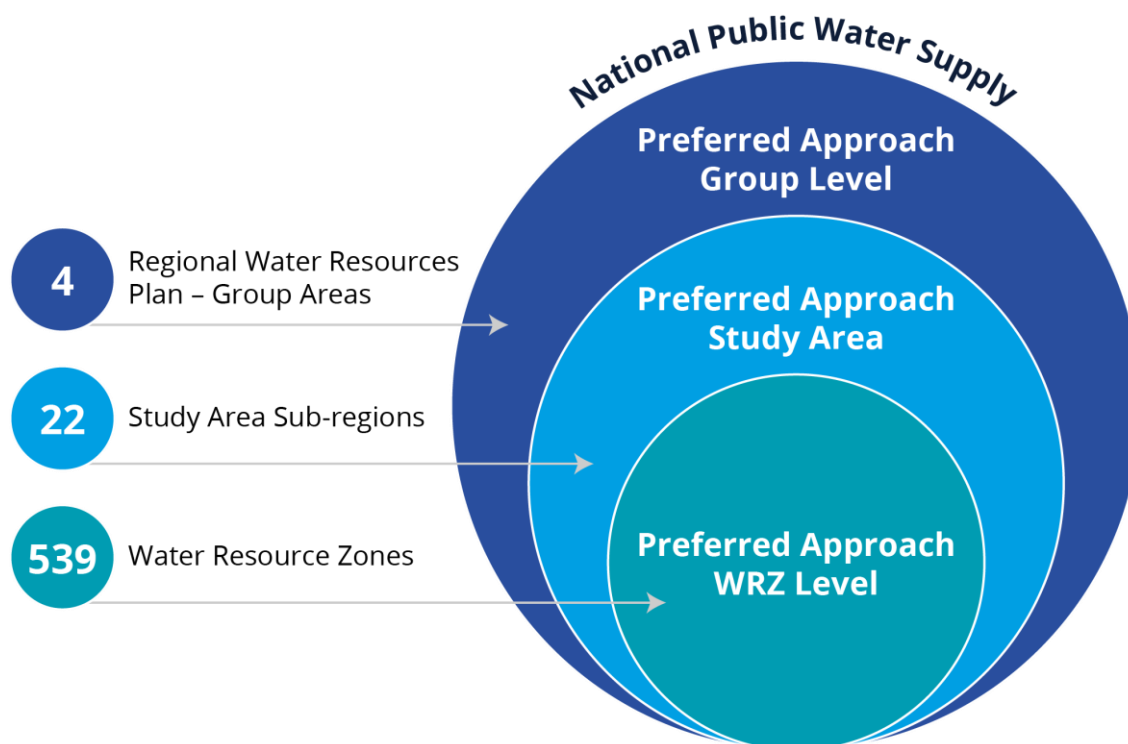 National Public Water Supply
Preferred Approach
Group Level
4
Regional Water Resources
Plan – Group Areas
Preferred Approach
Study Area
22
Study Area Sub-regions
539
Water Resource Zones
Preferred Approach
WRZ Level